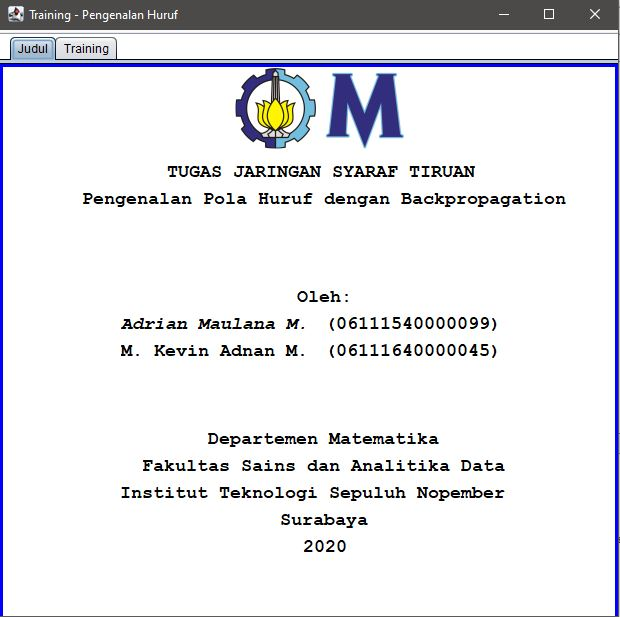 Training - Pengenalan Huruf
Judul Training
M
TUGAS JARINGAN SYARAF TIRUAN
Pengenalan Pola Huruf dengan Backpropagation
Oleh:
Adrian Maulana M. (06111540000099)
M. Kevin Adnan M. (06111640000045)
Departemen Matematika
Fakultas Sains dan Analitika Data
Institut Teknologi Sepuluh Nopember
Surabaya
2020